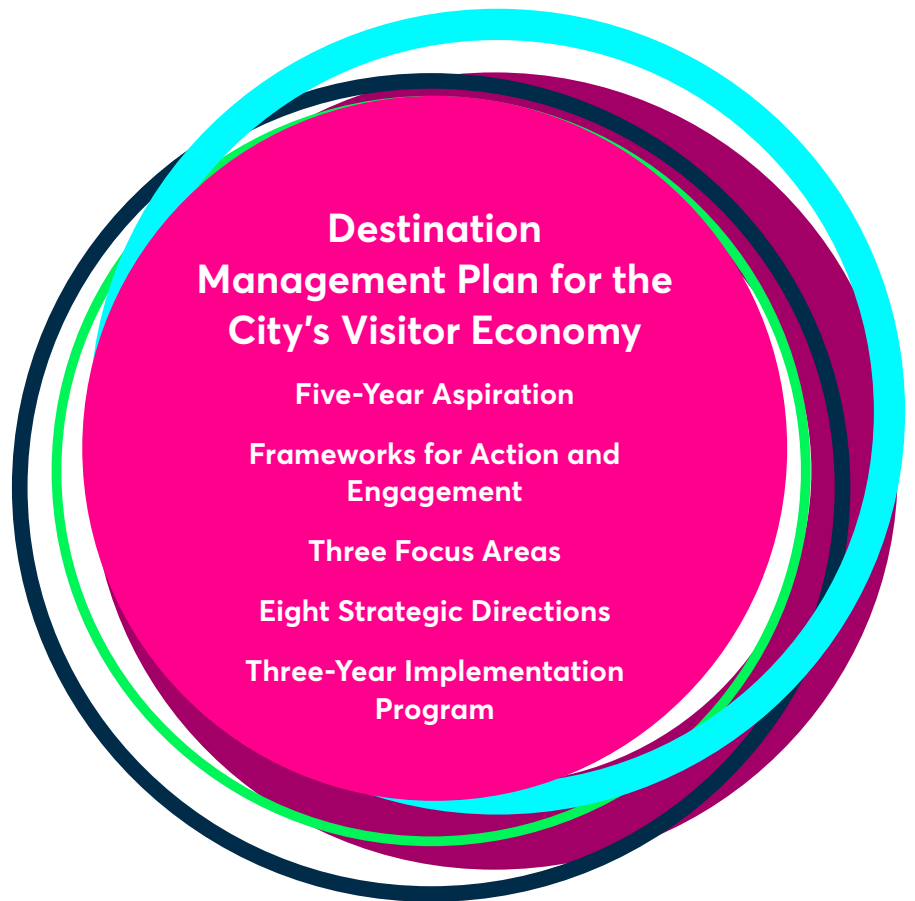 Destination
Management Plan for the
City's Visitor Economy
Five-Year Aspiration
Frameworks for Action and
Engagement
Three Focus Areas
Eight Strategic Directions
Three-Year Implementation
Program